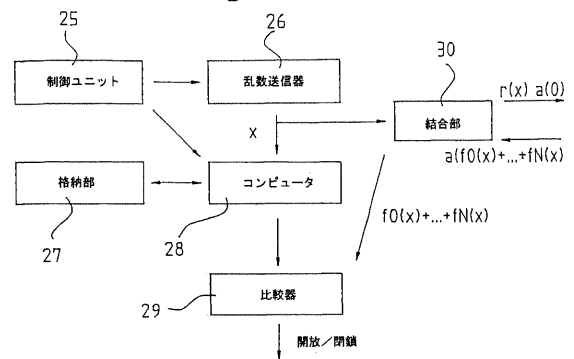 25
26
30
制御ユニット
乱数送信器
r(x) a(0)
結合部
X
a(f0(x)+...+fN(x)
格納部
コンピュータ
f0(x)+...+fN(x)
27
28
比較器
29
開放/閉鎖